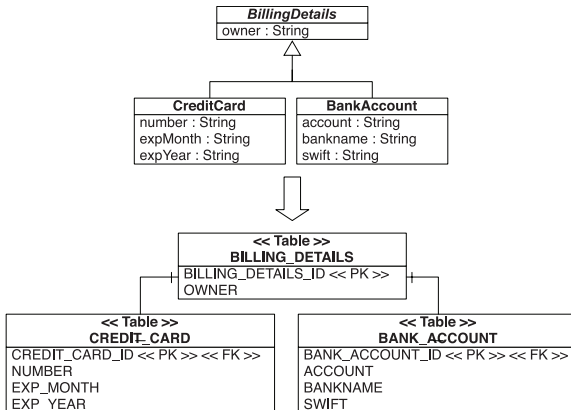 BillingDetails
owner : String
CreditCard
number : String
expMonth : String
expYear : String
BankAccount
account : String
bankname : String
swift : String
<< Table >>
BILLING_DETAILS
BILLING_DETAILS_ID << PK >>
OWNER
<< Table >>
CREDIT_CARD
CREDIT_CARD_ID << PK >> << FK >>
NUMBER
EXP_MONTH
EXP_YEAR
<< Table >>
BANK_ACCOUNT
BANK_ACCOUNT_ID << PK >> << FK >>
ACCOUNT
BANKNAME
SWIFT